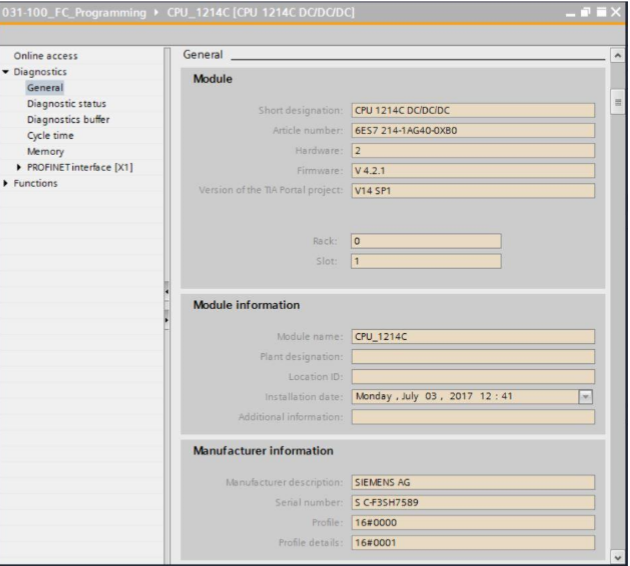 031-100_FC_Programming ▸ CPU_1214C [CPU 1214C DC/DC/DC]
Online access
Diagnostics
General
Diagnostic status
Diagnostics buffer
Cycle time
Memory
PROFINET interface [X1]
Functions
General
Module
Short designation: CPU 1214C DC/DC/DC
Article number: 6ES7 214-1AG40-0XB0
Hardware: 2
Firmware: V 4.2.1
Version of the TIA Portal project: V14 SP1
Rack: 0
Slot: 1
Module information
Module name: CPU_1214C
Plant designation:
Location ID:
Installation date: Monday , July 03 , 2017 12 : 41
Additional information:
Manufacturer information
Manufacturer description: SIEMENS AG
Serial number: S C-F3SH7589
Profile: 16#0000
Profile details: 16#0001